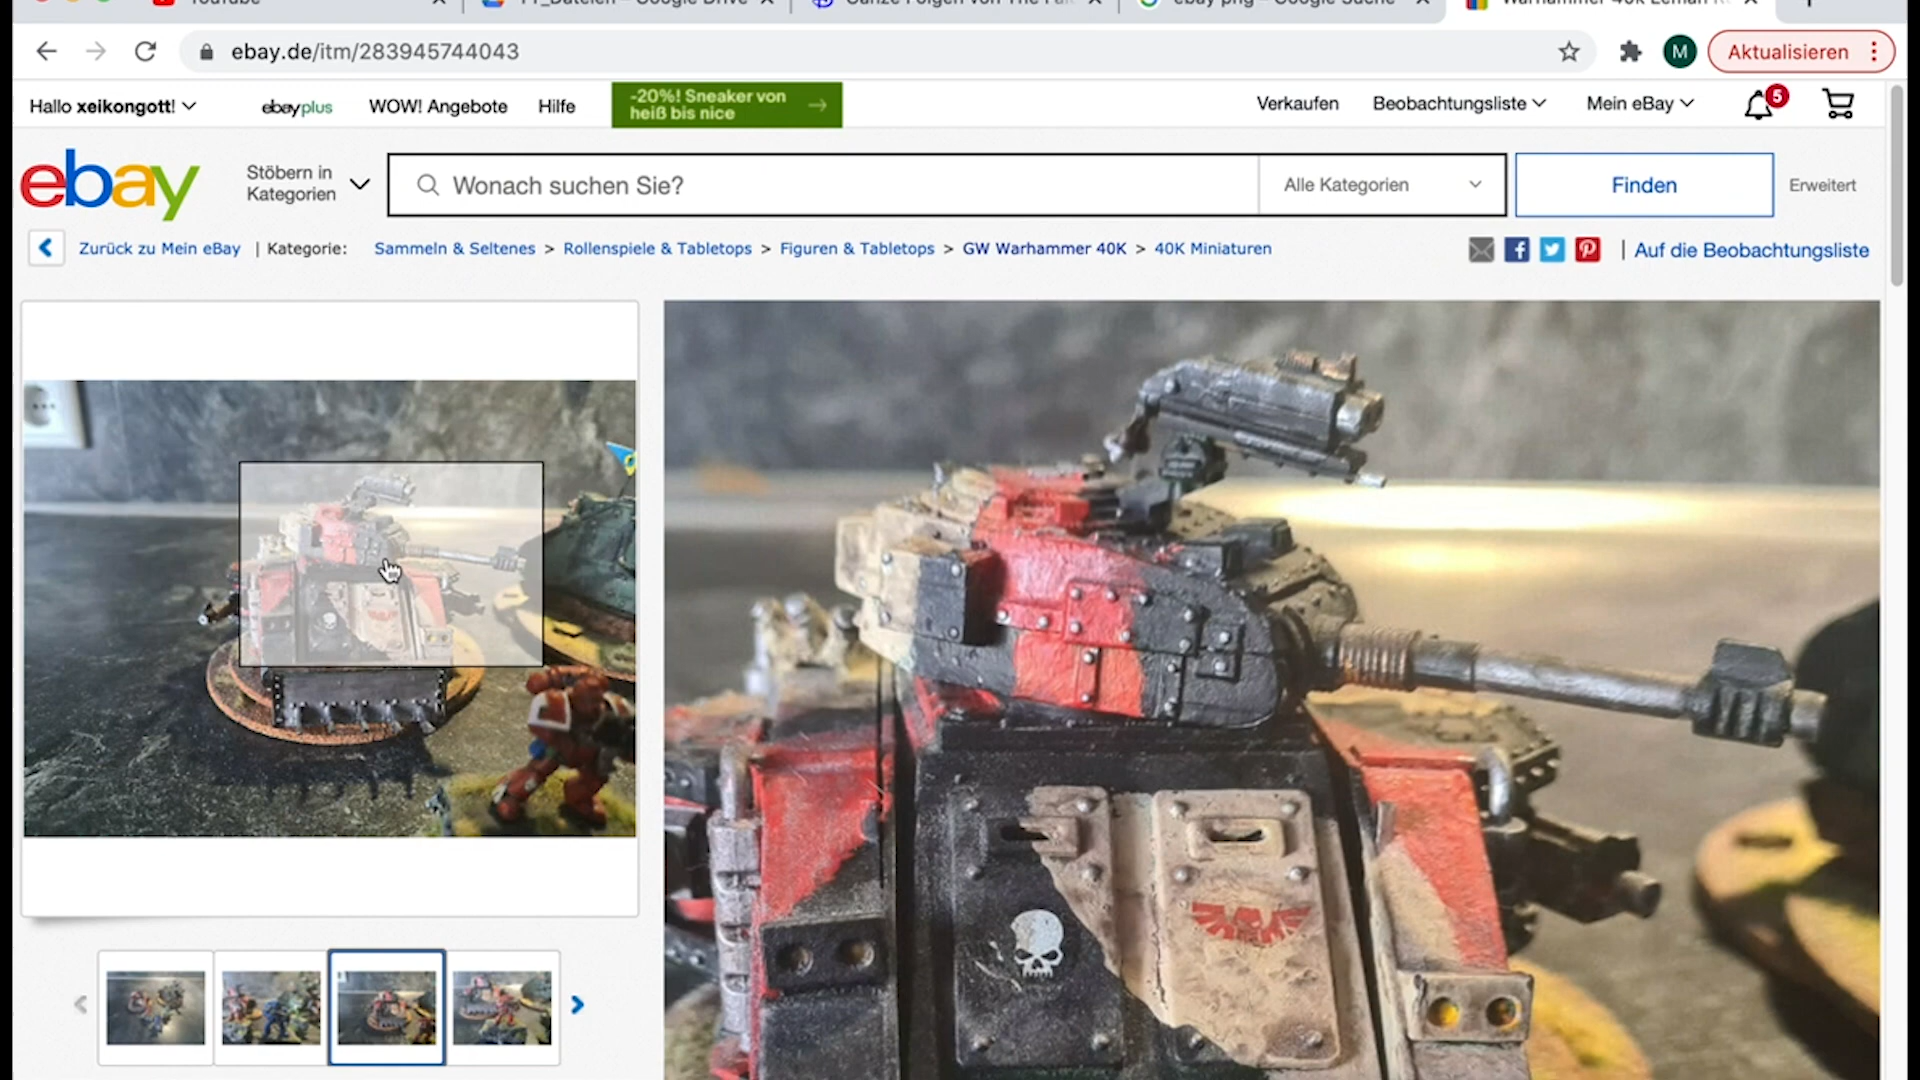 YouTube
ebay.de/itm/283945744043
M
Aktualisieren
Hallo xeikongott!
ebayplus
WOW! Angebote
Hilfe
-20%! Sneaker von
heiß bis nice
Verkaufen
Beobachtungsliste
Mein eBay
5
ebay
Stöbern in
Kategorien
Wonach suchen Sie?
Alle Kategorien
Finden
Erweitert
Zurück zu Mein eBay
| Kategorie:
Sammeln & Seltenes > Rollenspiele & Tabletops > Figuren & Tabletops > GW Warhammer 40K > 40K Miniaturen
| Auf die Beobachtungsliste